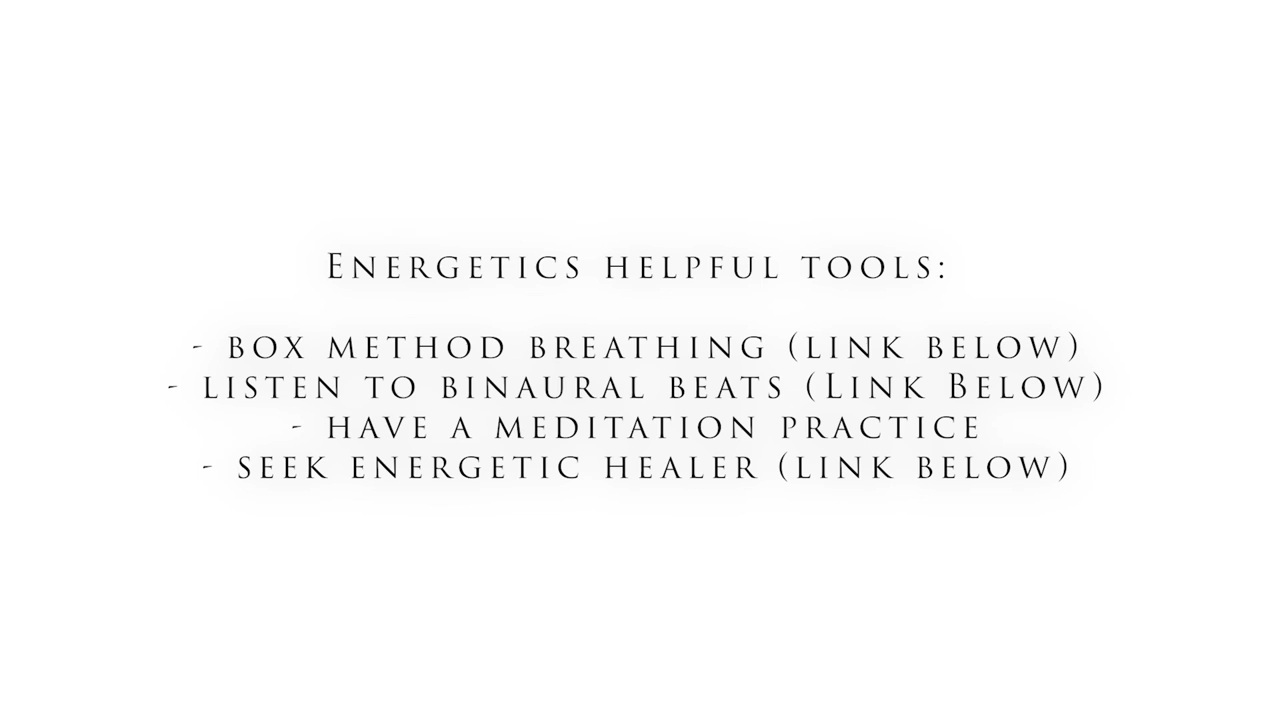 Energetics helpful tools:
- box method breathing (link below)
- listen to binaural beats (Link Below)
- have a meditation practice
- seek energetic healer (link below)